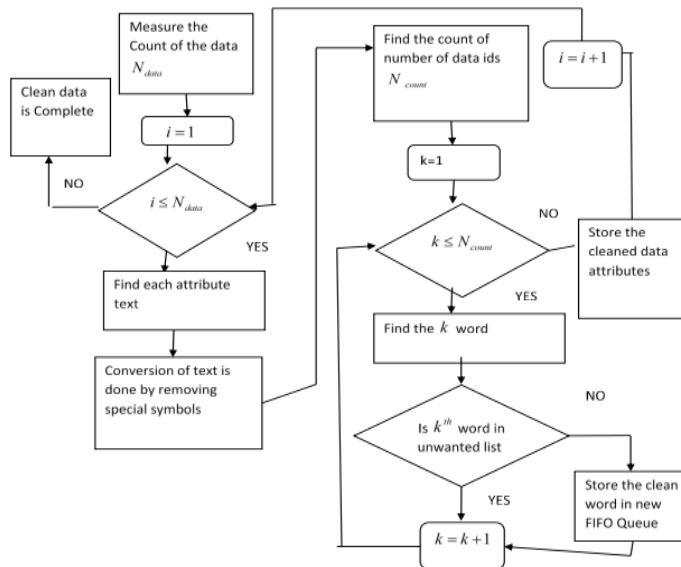 Measure the
Count of the data
N_data
i = 1
Clean data
is Complete
NO
i ≤ N_data
YES
Find each attribute
text
Conversion of text is
done by removing
special symbols
Find the count of
number of data ids
N_count
k=1
k ≤ N_count
NO
YES
Find the k word
Is k^th word in
unwanted list
NO
YES
Store the clean
word in new
FIFO Queue
k = k + 1
Store the
cleaned data
attributes
i = i + 1